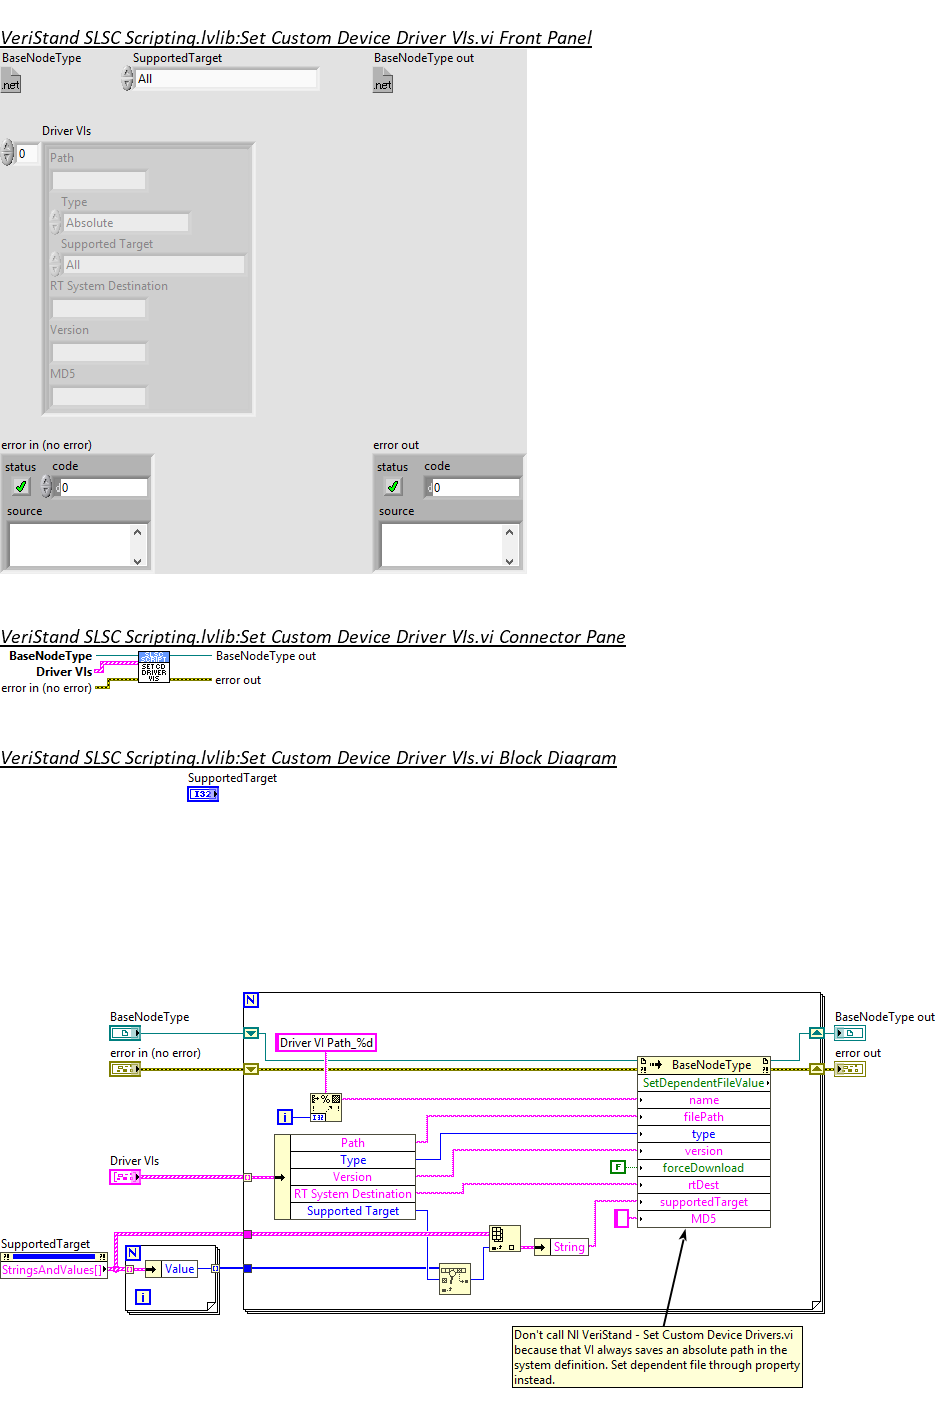 VeriStand SLSC Scripting.lvlib:Set Custom Device Driver VIs.vi Front Panel
BaseNodeType
SupportedTarget
BaseNodeType out
.net
All
.net
Driver VIs
0
Path
Type
Absolute
Supported Target
All
RT System Destination
Version
MD5
error in (no error)
error out
status code
0
source
status code
0
source
VeriStand SLSC Scripting.lvlib:Set Custom Device Driver VIs.vi Connector Pane
BaseNodeType
Driver VIs
error in (no error)
SLSC
SCRIPT
SET CD
DRIVER
VIS
BaseNodeType out
error out
VeriStand SLSC Scripting.lvlib:Set Custom Device Driver VIs.vi Block Diagram
SupportedTarget
I32
N
BaseNodeType
BaseNodeType out
error in (no error)
error out
Driver VI Path_%d
BaseNodeType
SetDependentFileValue
name
filePath
type
version
forceDownload
rtDest
supportedTarget
MD5
i
I32
F
Driver VIs
Path
Type
Version
RT System Destination
Supported Target
String
SupportedTarget
StringsAndValues[]
N
Value
i
Don't call NI VeriStand - Set Custom Device Drivers.vi
because that VI always saves an absolute path in the
system definition. Set dependent file through property
instead.